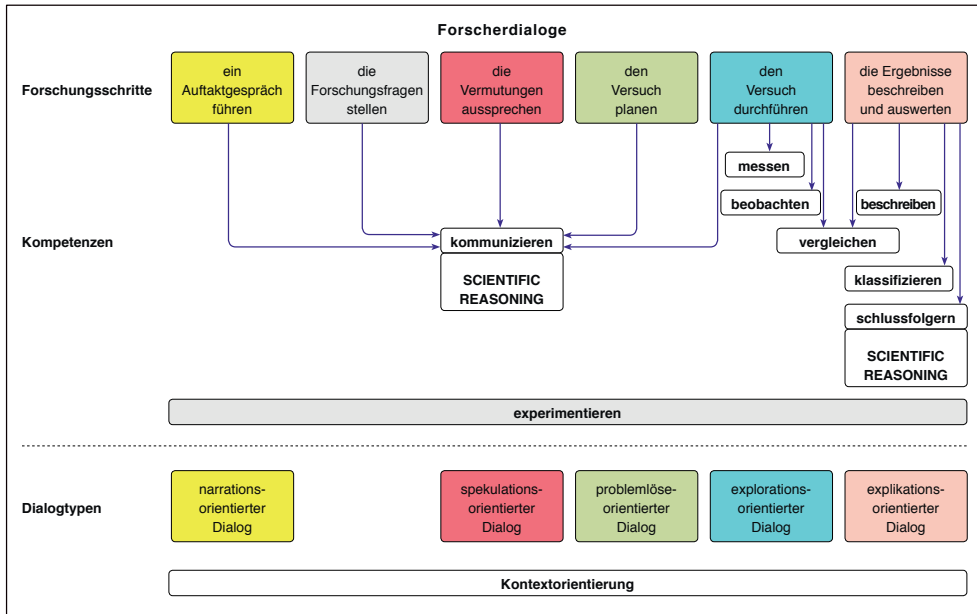 Forscherdialoge
Forschungsschritte
ein
Auftaktgespräch
führen
die
Forschungsfragen
stellen
die
Vermutungen
aussprechen
den
Versuch
planen
den
Versuch
durchführen
die Ergebnisse
beschreiben
und auswerten
Kompetenzen
messen
beobachten
beschreiben
kommunizieren
vergleichen
SCIENTIFIC
REASONING
klassifizieren
schlussfolgern
SCIENTIFIC
REASONING
experimentieren
Dialogtypen
narrations-
orientierter
Dialog
spekulations-
orientierter
Dialog
problemlöse-
orientierter
Dialog
explorations-
orientierter
Dialog
explikations-
orientierter
Dialog
Kontextorientierung